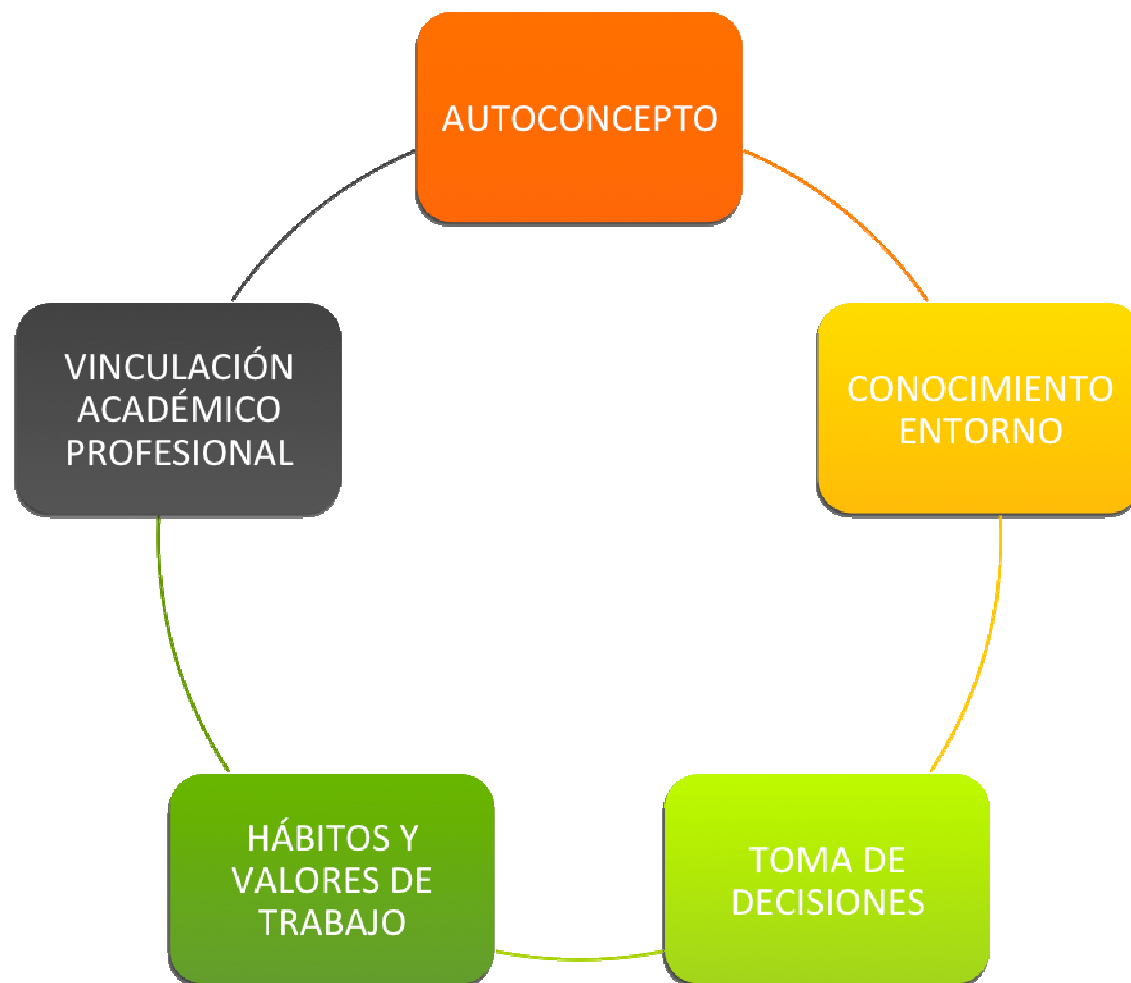 AUTOCONCEPTO
CONOCIMIENTO
ENTORNO
TOMA DE
DECISIONES
HÁBITOS Y
VALORES DE
TRABAJO
VINCULACIÓN
ACADÉMICO
PROFESIONAL